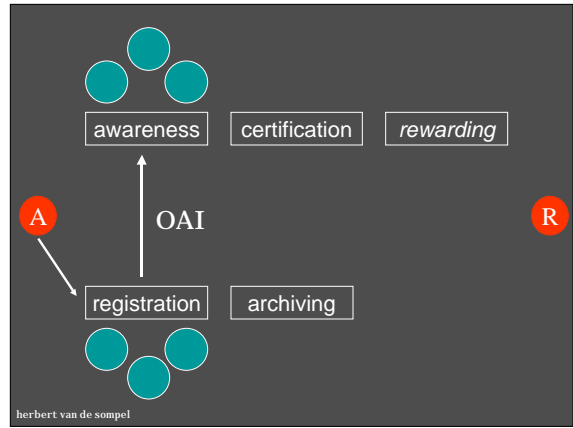 awareness certification rewarding
A OAI R
registration archiving
herbert van de sompel